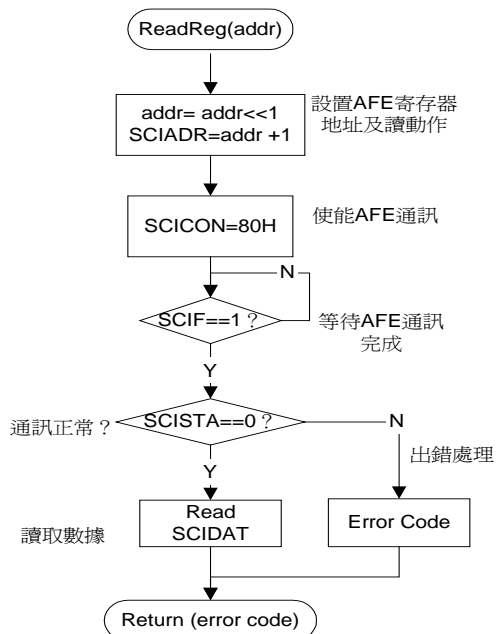 ReadReg(addr)
addr= addr<<1
SCIADR=addr +1
設置AFE寄存器
地址及讀動作
SCICON=80H
使能AFE通訊
N
SCIF==1？
等待AFE通訊
完成
Y
通訊正常？
SCISTA==0？
N
Y
出錯處理
讀取數據
Read
SCIDAT
Error Code
Return (error code)